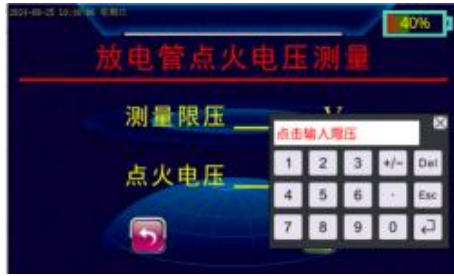 40%
放电管点火电压测量
测量限压 V
点击输入限压
点火电压
1 2 3 +/- Del
4 5 6 . Esc
7 8 9 0